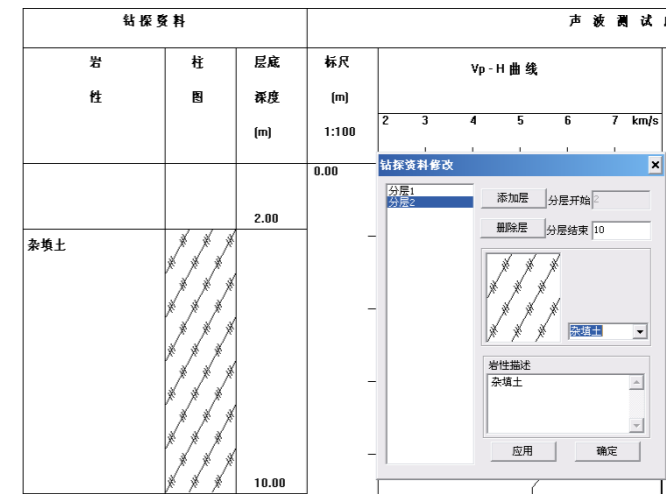 钻探资料
声 波 测 试
岩性
柱图
层底深度(m)
标尺(m)1:100
Vp-H 曲线
2 3 4 5 6 7 km/s
0.00
2.00
杂填土
10.00
钻探资料修改
分层1
分层2
添加层
分层开始 2
删除层
分层结束 10
杂填土
岩性描述
杂填土
应用
确定